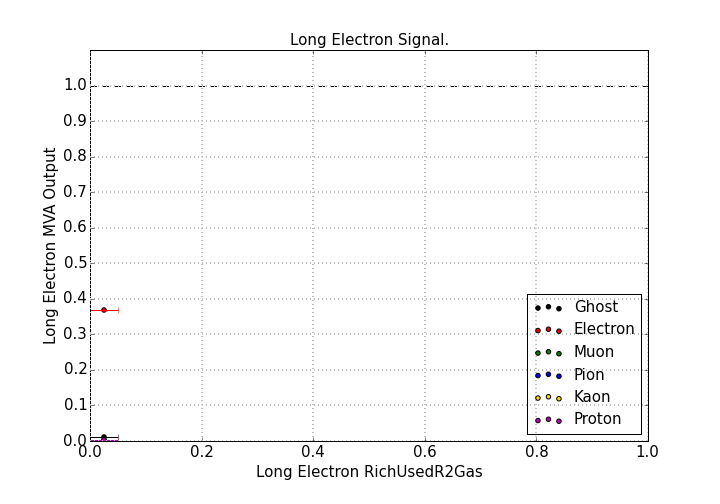 Long Electron Signal.
1.0
0.9
0.8
0.7
0.6
0.5
0.4
0.3
0.2
0.1
0.0
Long Electron MVA Output
Ghost
Electron
Muon
Pion
Kaon
Proton
0.0 0.2 0.4 0.6 0.8 1.0
Long Electron RichUsedR2Gas